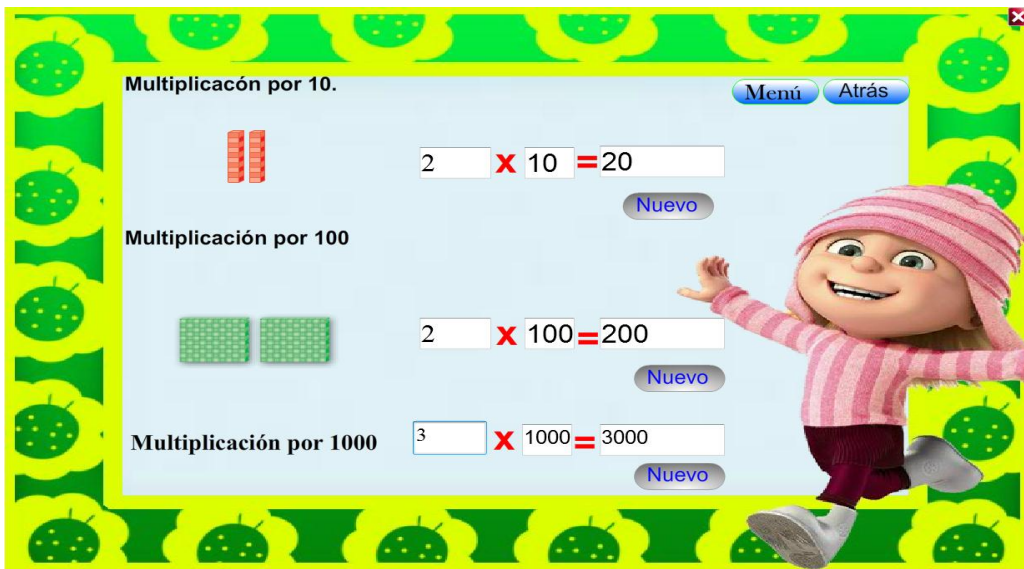 Multiplicacón por 10.
Menú Atrás
2 x 10 = 20
Nuevo
Multiplicación por 100
2 x 100 = 200
Nuevo
Multiplicación por 1000 3 x 1000 = 3000
Nuevo